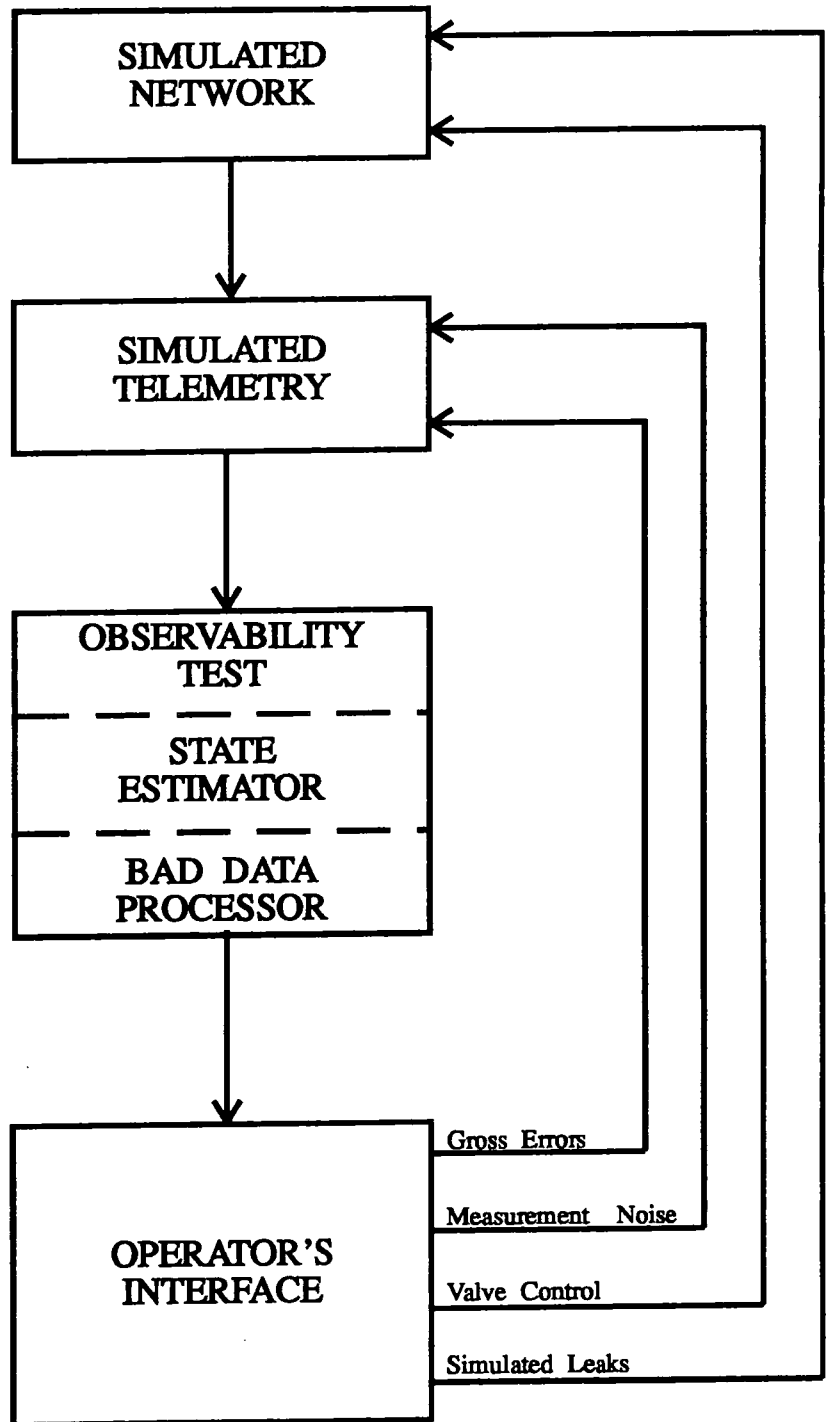 SIMULATED
NETWORK
SIMULATED
TELEMETRY
OBSERVABILITY
TEST
STATE
ESTIMATOR
BAD DATA
PROCESSOR
OPERATOR'S
INTERFACE
Gross Errors
Measurement Noise
Valve Control
Simulated Leaks